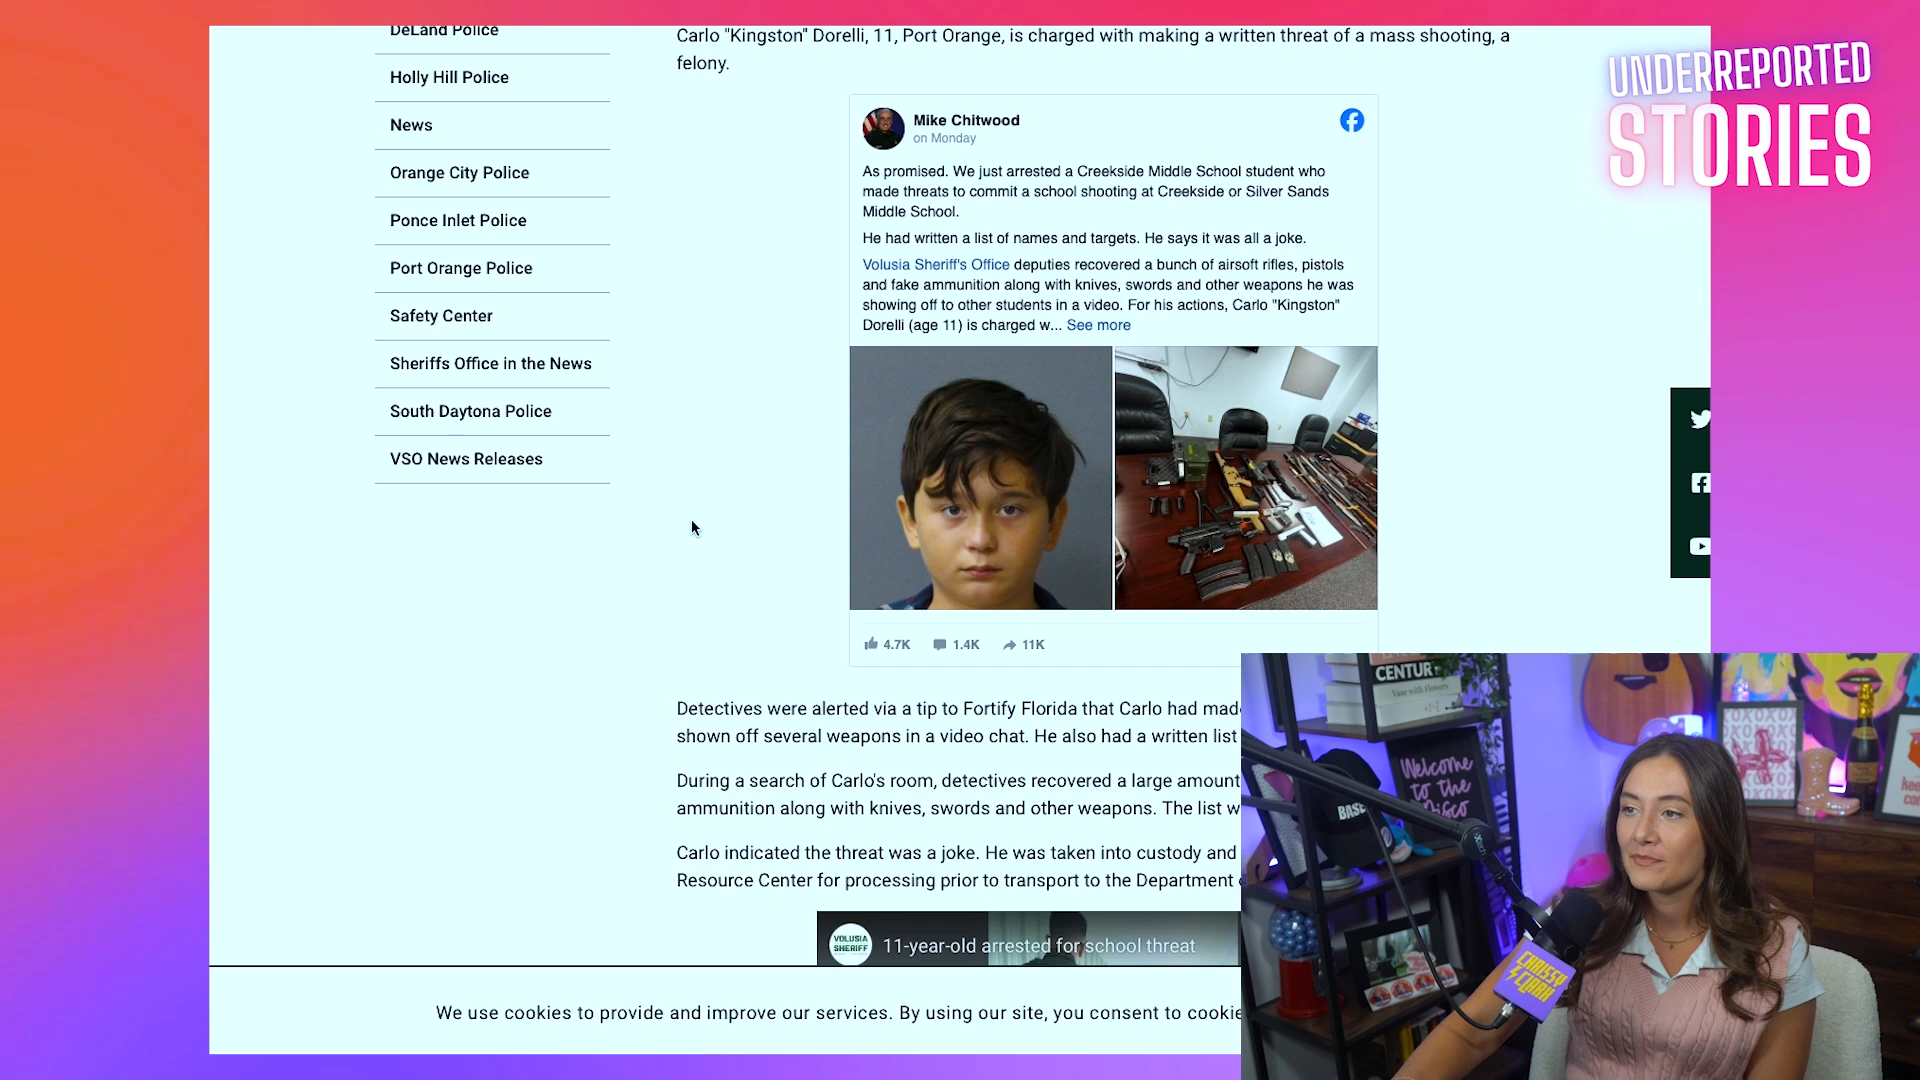 DeLand Police
Holly Hill Police
News
Orange City Police
Ponce Inlet Police
Port Orange Police
Safety Center
Sheriffs Office in the News
South Daytona Police
VSO News Releases
Carlo "Kingston" Dorelli, 11, Port Orange, is charged with making a written threat of a mass shooting, a
felony.
Mike Chitwood
on Monday
As promised. We just arrested a Creekside Middle School student who
made threats to commit a school shooting at Creekside or Silver Sands
Middle School.
He had written a list of names and targets. He says it was all a joke.
Volusia Sheriff's Office deputies recovered a bunch of airsoft rifles, pistols
and fake ammunition along with knives, swords and other weapons he was
showing off to other students in a video. For his actions, Carlo "Kingston"
Dorelli (age 11) is charged w... See more
4.7K 1.4K 11K
Detectives were alerted via a tip to Fortify Florida that Carlo had mad
shown off several weapons in a video chat. He also had a written list
During a search of Carlo's room, detectives recovered a large amount
ammunition along with knives, swords and other weapons. The list w
Carlo indicated the threat was a joke. He was taken into custody and
Resource Center for processing prior to transport to the Department
VOLUSIA
SHERIFF
11-year-old arrested for school threat
We use cookies to provide and improve our services. By using our site, you consent to cookie
UNDERREPORTED
STORIES
CENTUR
Vase with Flowers
Welcome
to the
Disco
BASE
XOXOX
CHRISSY
CLARK